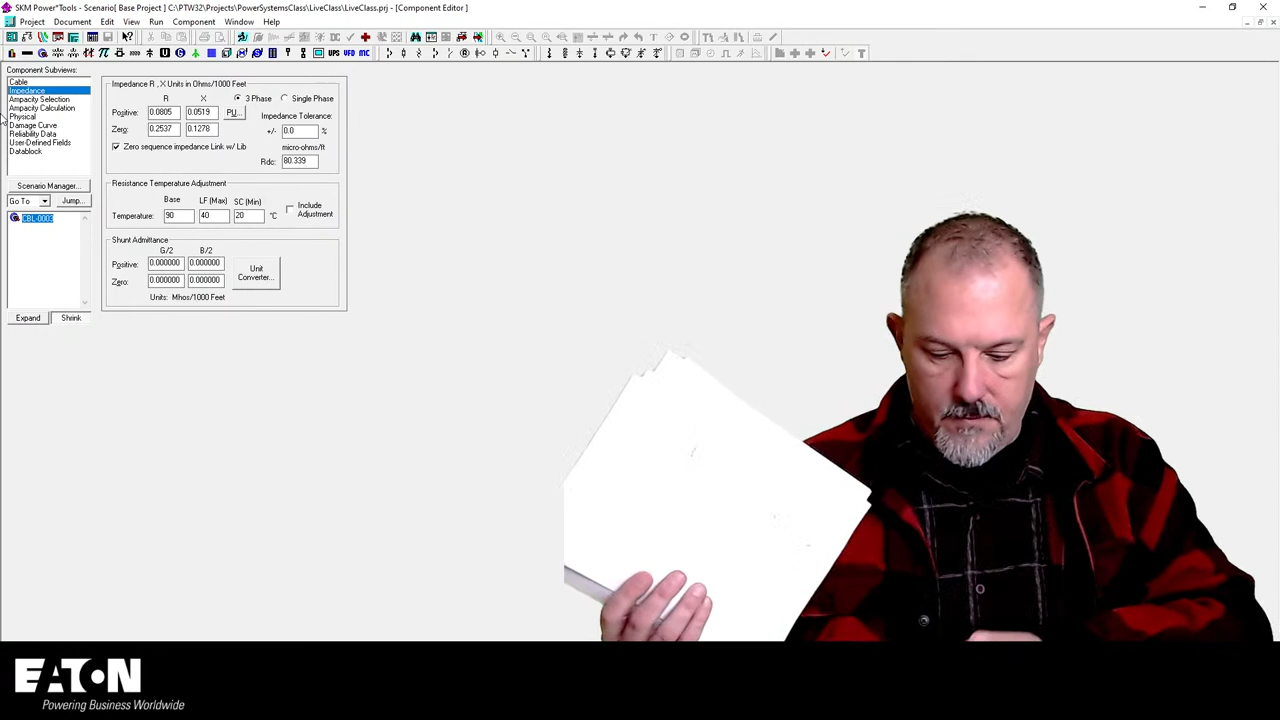 SKM Power*Tools - Scenario[ Base Project ] C:\PTW32\Projects\PowerSystemsClass\LiveClass\LiveClass.prj - [Component Editor ]
Project Document Edit View Run Component Window Help
UPS VFD MC
Component Subviews:
Cable
Impedance
Ampacity Selection
Ampacity Calculation
Physical
Damage Curve
Reliability Data
User-Defined Fields
Datablock
Scenario Manager...
Go To Jump...
CBL-0003
Expand Shrink
Impedance R , X Units in Ohms/1000 Feet
R X 3 Phase Single Phase
Positive: 0.0805 0.0519 PU... Impedance Tolerance:
Zero: 0.2537 0.1278 +/- 0.0 %
Zero sequence impedance Link w/ Lib micro-ohms/ft
Rdc: 80.339
Resistance Temperature Adjustment
Base LF (Max) SC (Min) Include Adjustment
Temperature: 90 40 20 °C
Shunt Admittance
G/2 B/2
Positive: 0.000000 0.000000 Unit Converter...
Zero: 0.000000 0.000000
Units: Mhos/1000 Feet
EATON
Powering Business Worldwide